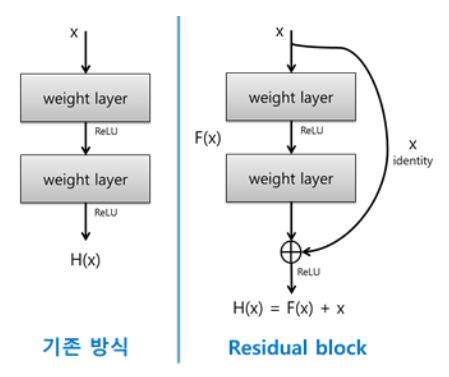 x
weight layer
ReLU
weight layer
ReLU
H(x)
기존 방식
x
weight layer
F(x)
ReLU
x
identity
weight layer
ReLU
H(x) = F(x) + x
Residual block